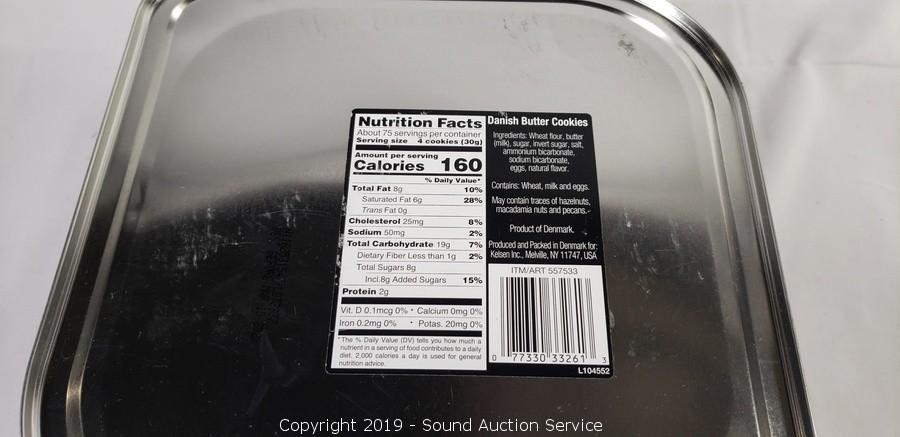 Nutrition Facts
About 75 servings per container
Serving size 4 cookies (30g)
Amount per serving
Calories 160
% Daily Value*
Total Fat 8g 10%
Saturated Fat 6g 28%
Trans Fat 0g
Cholesterol 25mg 8%
Sodium 50mg 2%
Total Carbohydrate 19g 7%
Dietary Fiber Less than 1g 2%
Total Sugars 8g
Incl.8g Added Sugars 15%
Protein 2g
Vit. D 0.1mcg 0% • Calcium 0mg 0%
Iron 0.2mg 0% • Potas. 20mg 0%
*The % Daily Value (DV) tells you how much a
nutrient in a serving of food contributes to a daily
diet. 2,000 calories a day is used for general
nutrition advice.
Danish Butter Cookies
Ingredients: Wheat flour, butter
(milk), sugar, invert sugar, salt,
ammonium bicarbonate,
sodium bicarbonate,
eggs, natural flavor.
Contains: Wheat, milk and eggs.
May contain traces of hazelnuts,
macadamia nuts and pecans.
Product of Denmark.
Produced and Packed in Denmark for:
Kelsen Inc., Melville, NY 11747, USA
ITM/ART 557533
0 77330 33261 3
L104552
Copyright 2019 - Sound Auction Service